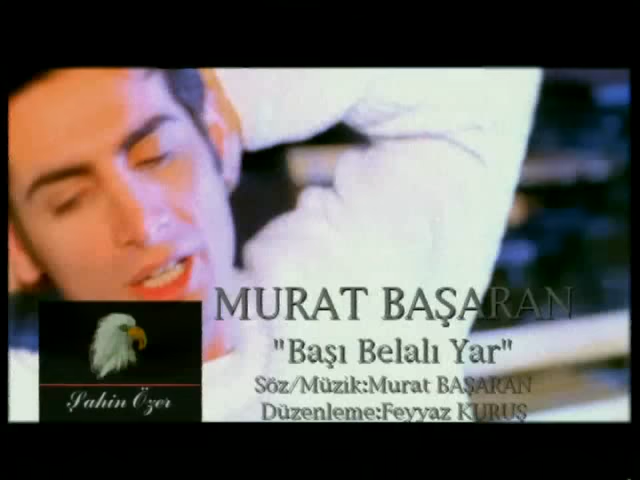 MURAT BAŞARAN
"Başı Belalı Yar"
Söz/Müzik:Murat BAŞARAN
Düzenleme:Feyyaz KURUŞ
Şahin Özer